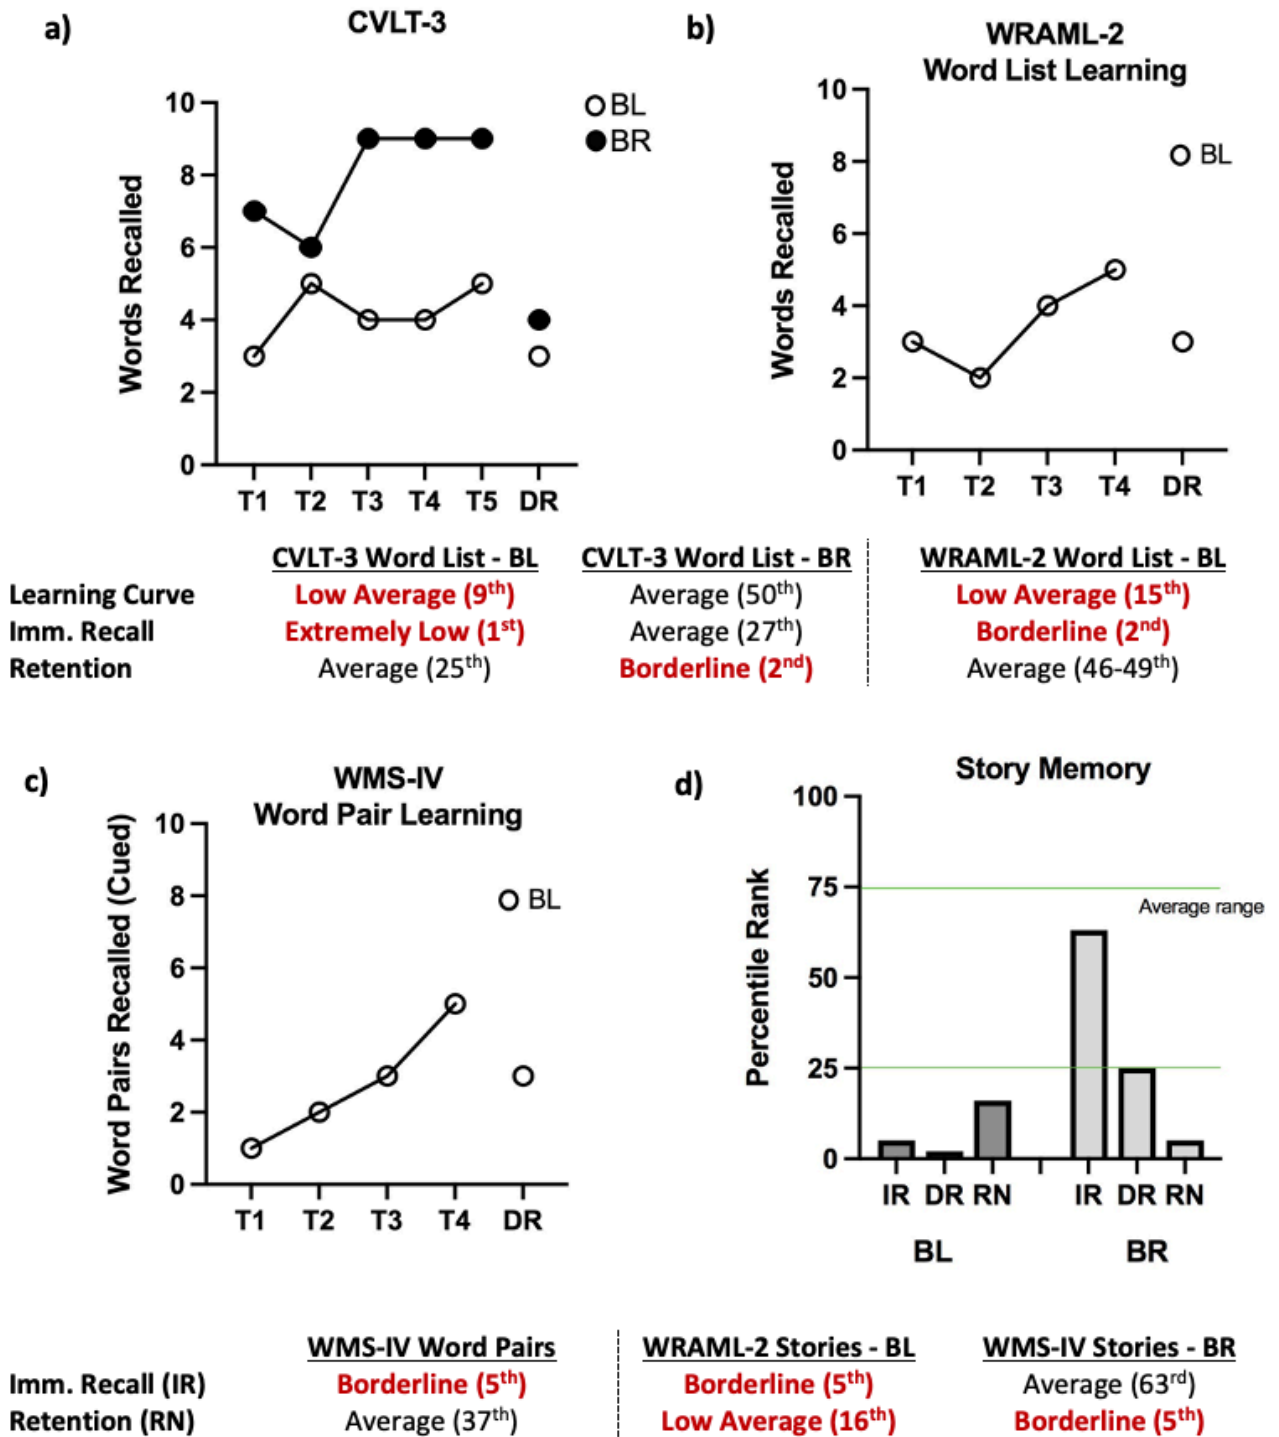 a)
CVLT-3
10
8
6
4
2
0
Words Recalled
T1 T2 T3 T4 T5 DR
BL
BR
b)
WRAML-2
Word List Learning
10
8
6
4
2
0
Words Recalled
T1 T2 T3 T4 DR
BL
CVLT-3 Word List - BL CVLT-3 Word List - BR WRAML-2 Word List - BL
Learning Curve Low Average (9th) Average (50th) Low Average (15th)
Imm. Recall Extremely Low (1st) Average (27th) Borderline (2nd)
Retention Average (25th) Borderline (2nd) Average (46-49th)
c)
WMS-IV
Word Pair Learning
10
8
6
4
2
0
Word Pairs Recalled (Cued)
T1 T2 T3 T4 DR
BL
d)
Story Memory
100
75
50
25
0
Percentile Rank
Average range
IR DR RN IR DR RN
BL BR
WMS-IV Word Pairs WRAML-2 Stories - BL WMS-IV Stories - BR
Imm. Recall (IR) Borderline (5th) Borderline (5th) Average (63rd)
Retention (RN) Average (37th) Low Average (16th) Borderline (5th)